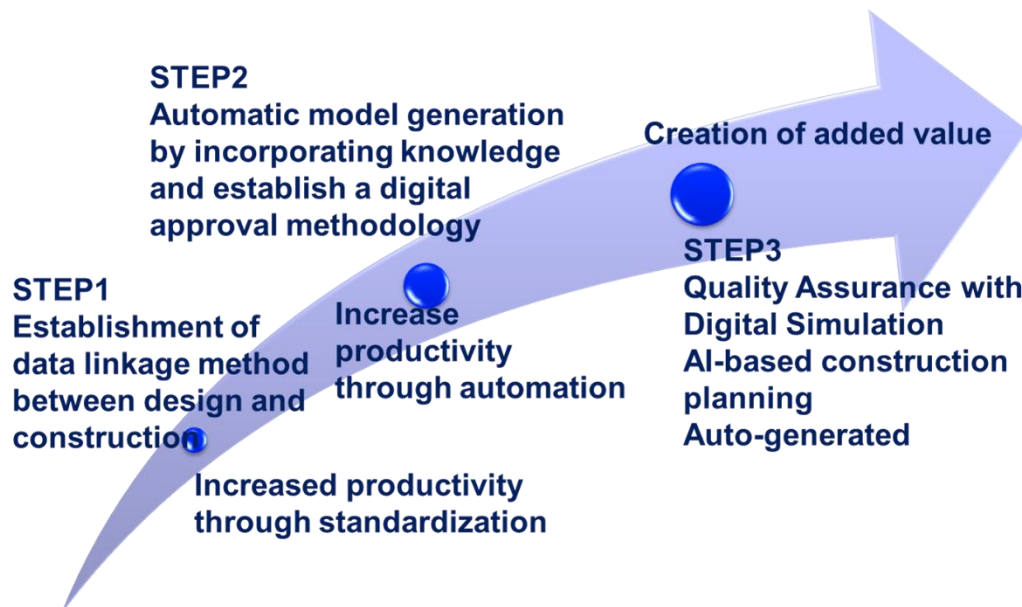 STEP2
Automatic model generation
by incorporating knowledge
and establish a digital
approval methodology
Creation of added value
STEP1
Establishment of
data linkage method
between design and
construction
Increase
productivity
through automation
STEP3
Quality Assurance with
Digital Simulation
AI-based construction
planning
Auto-generated
Increased productivity
through standardization